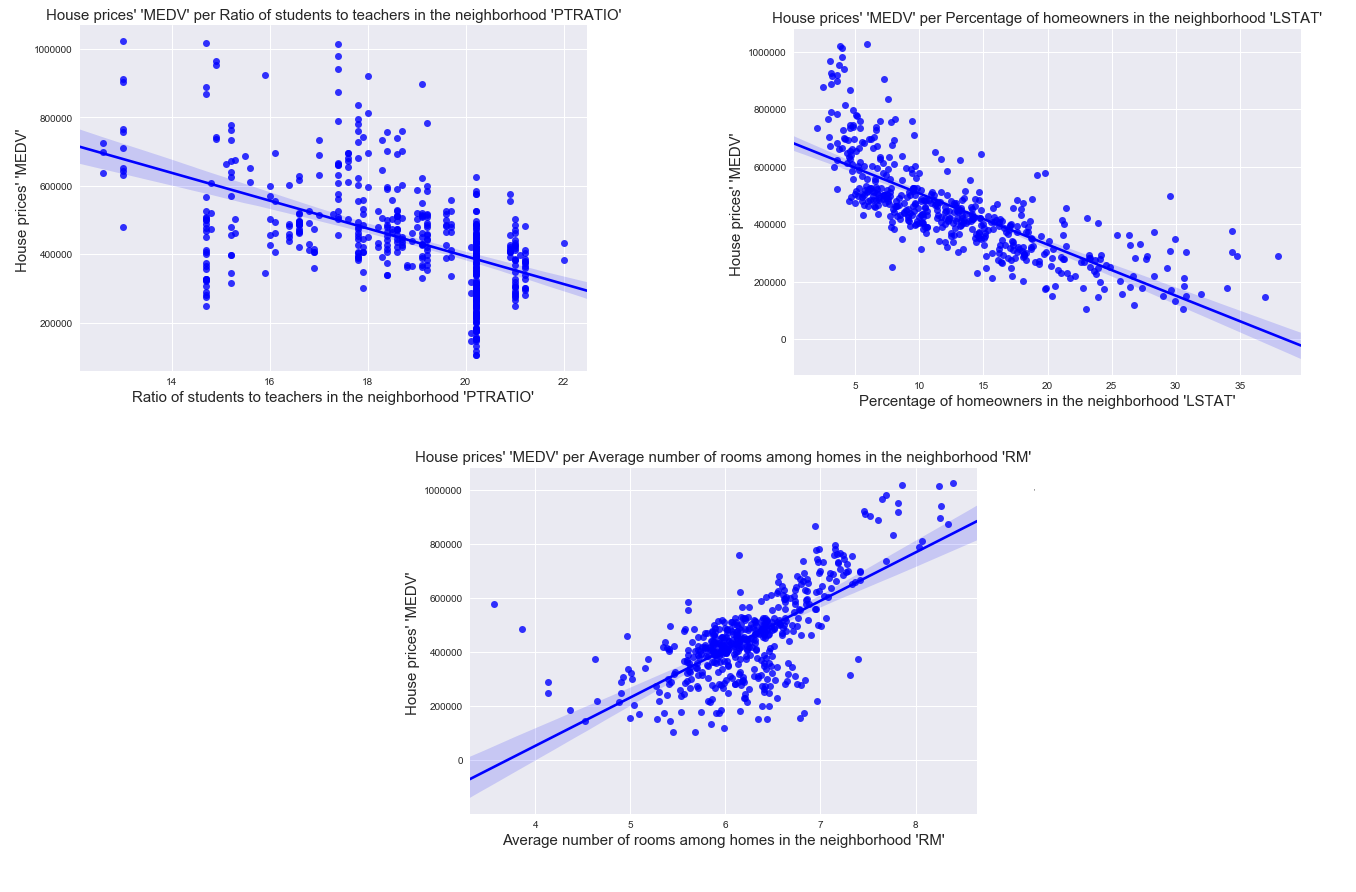 House prices' 'MEDV' per Ratio of students to teachers in the neighborhood 'PTRATIO'
House prices' 'MEDV'
1000000
800000
600000
400000
200000
14 16 18 20 22
Ratio of students to teachers in the neighborhood 'PTRATIO'
House prices' 'MEDV' per Percentage of homeowners in the neighborhood 'LSTAT'
House prices' 'MEDV'
1000000
800000
600000
400000
200000
0
5 10 15 20 25 30 35
Percentage of homeowners in the neighborhood 'LSTAT'
House prices' 'MEDV' per Average number of rooms among homes in the neighborhood 'RM'
House prices' 'MEDV'
1000000
800000
600000
400000
200000
0
4 5 6 7 8
Average number of rooms among homes in the neighborhood 'RM'